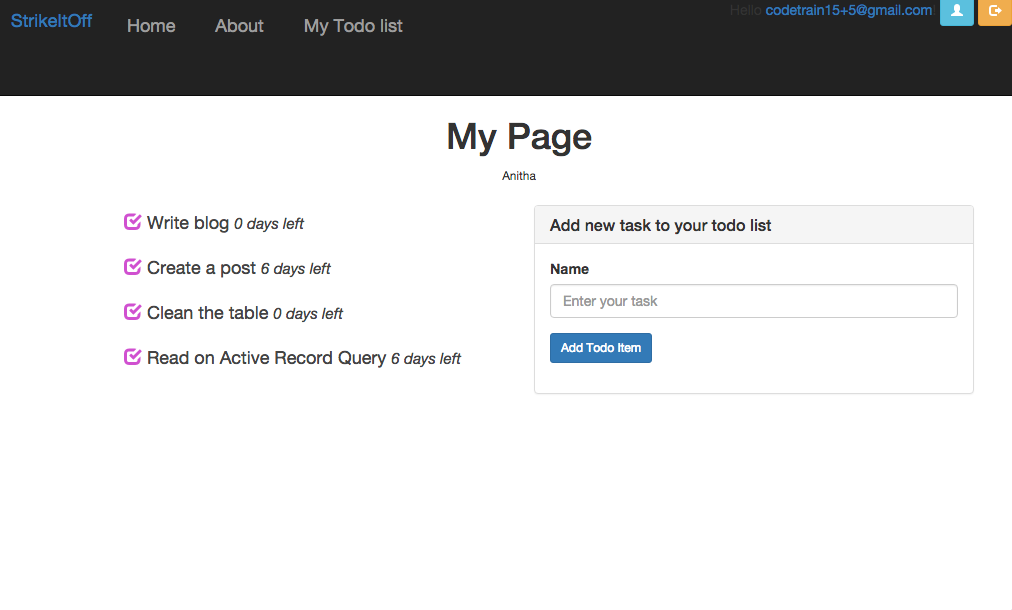 StrikeItOff Home About My Todo list Hello codetrain15+5@gmail.com!
My Page
Anitha
Write blog 0 days left
Create a post 6 days left
Clean the table 0 days left
Read on Active Record Query 6 days left
Add new task to your todo list
Name
Enter your task
Add Todo Item